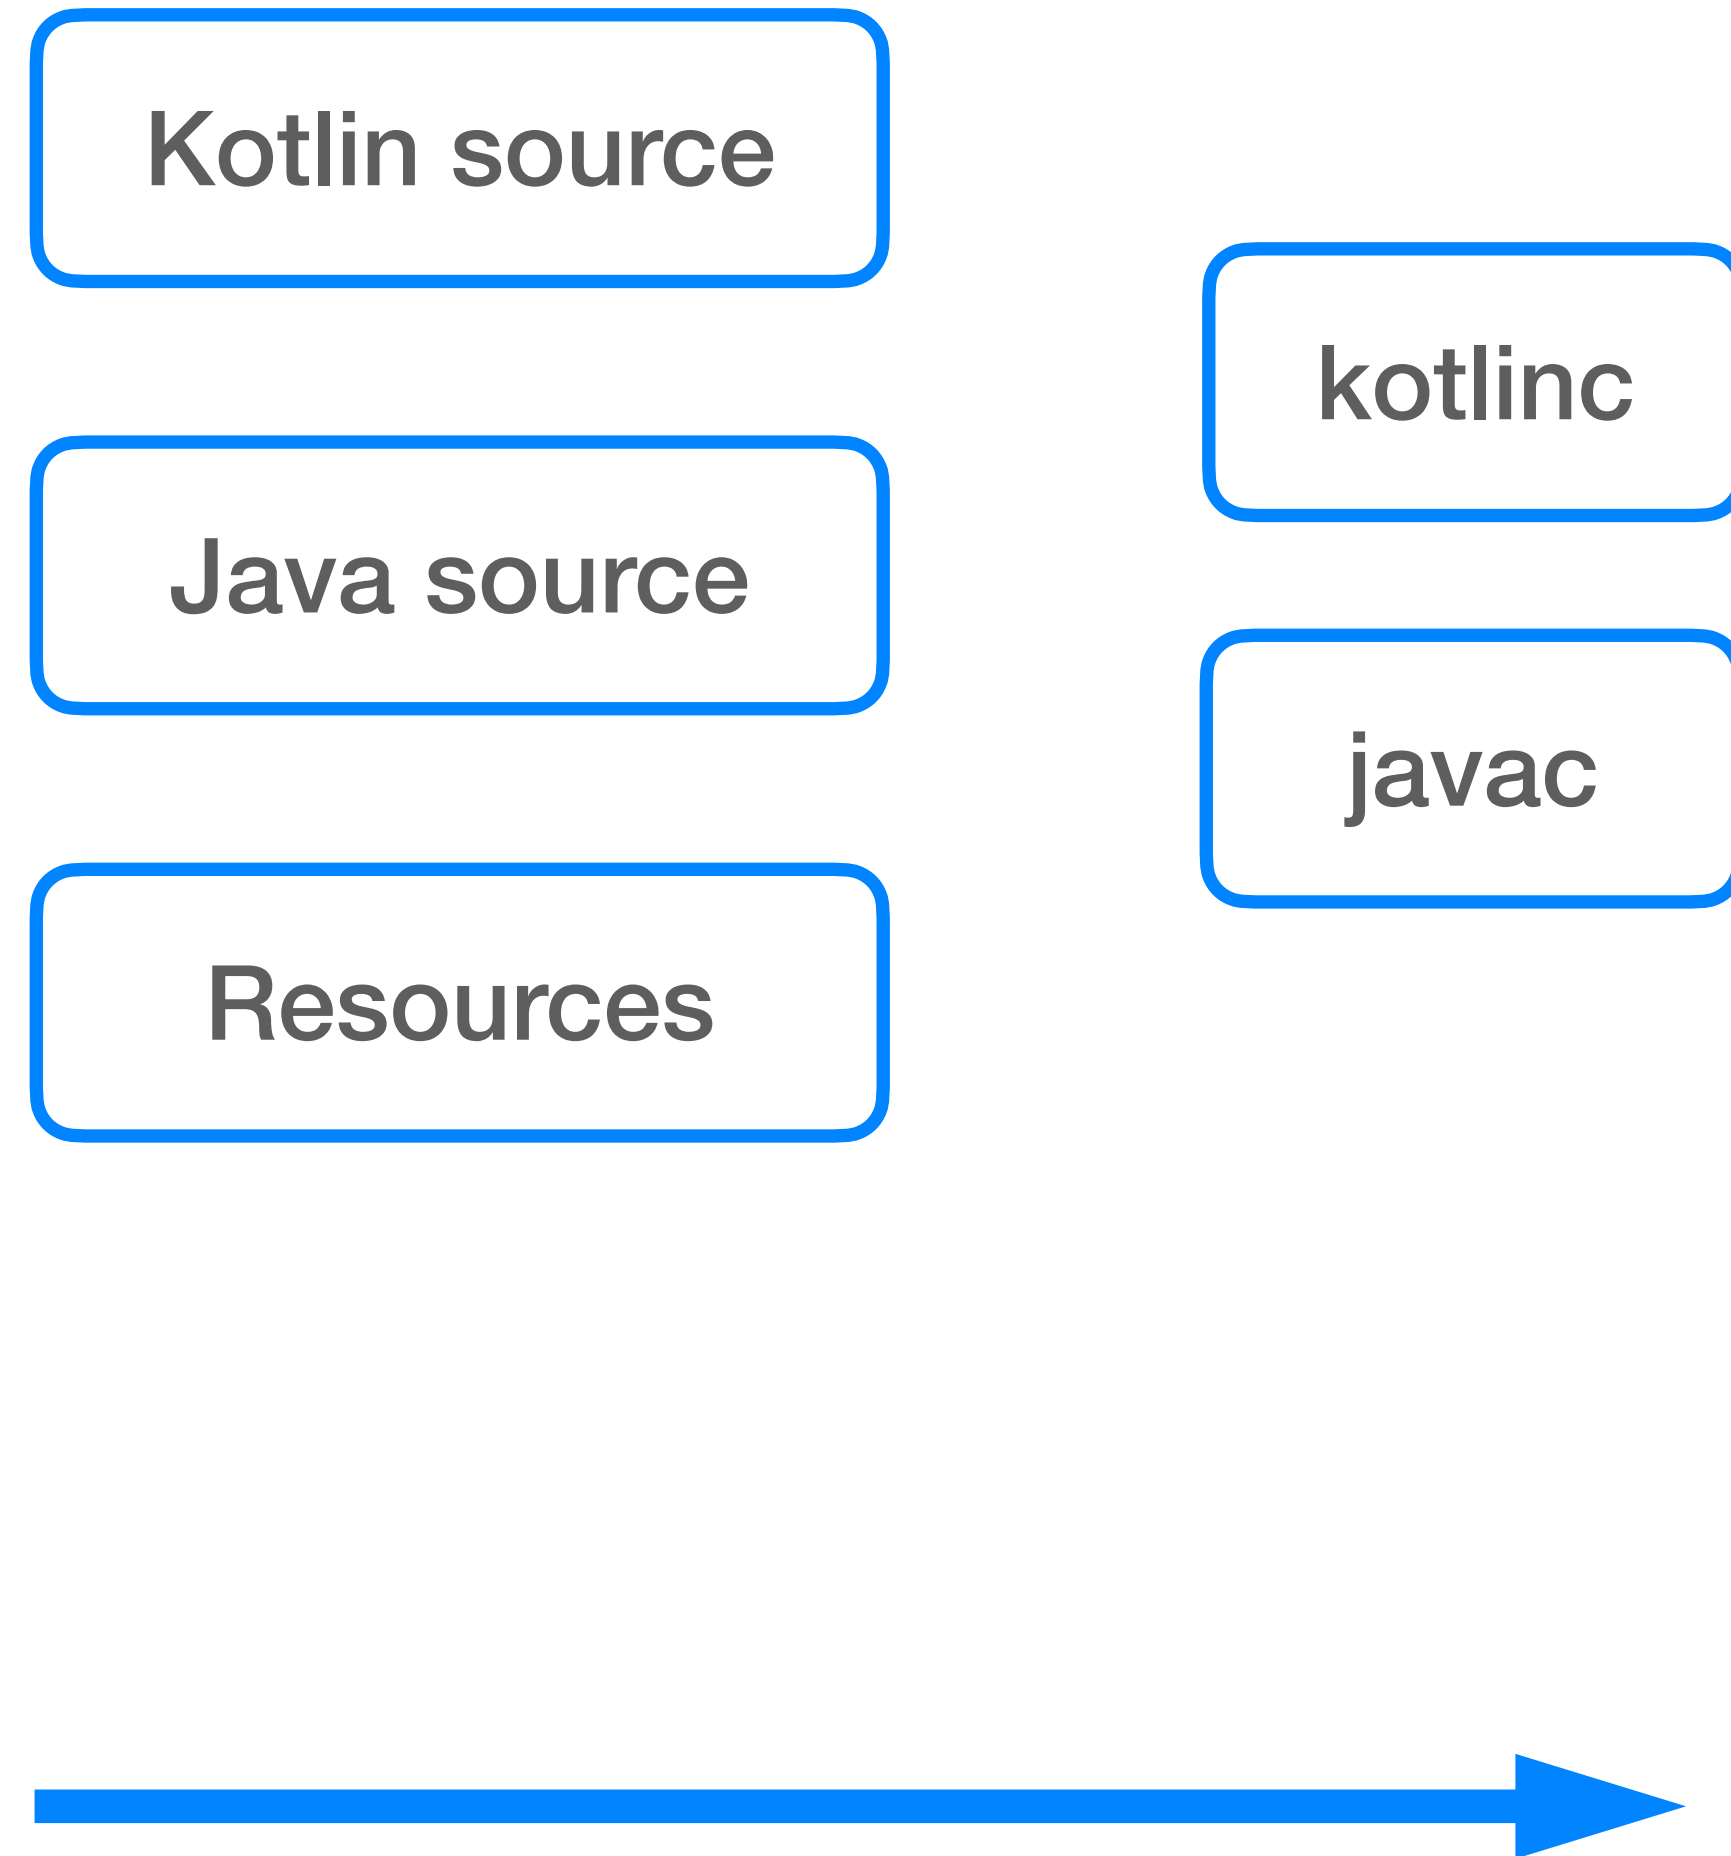 Kotlin source
Java source
Resources
kotlinc
javac